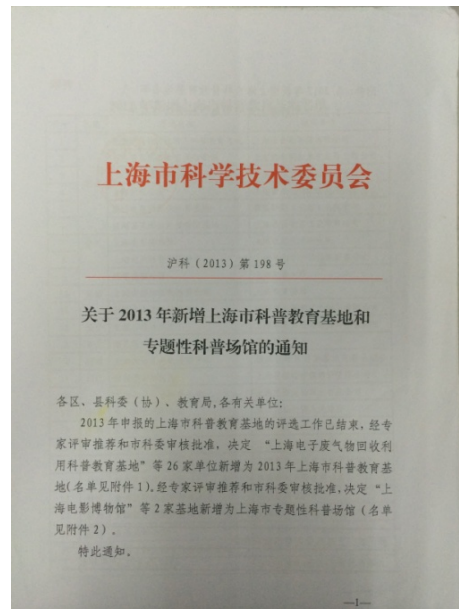 上海市科学技术委员会
沪科（2013）第198号
关于2013年新增上海市科普教育基地和
专题性科普场馆的通知
各区、县科委（协）、教育局,各有关单位:
2013年申报的上海市科普教育基地的评选工作已结束，经专
家评审推荐和市科委审核批准，决定 “上海电子废气物回收利
用科普教育基地”等26家单位新增为2013年上海市科普教育基
地(名单见附件1)。经专家评审推荐和市科委审核批准，决定“上
海电影博物馆”等2家基地新增为上海市专题性科普场馆（名单
见附件2）。
特此通知。
—1—